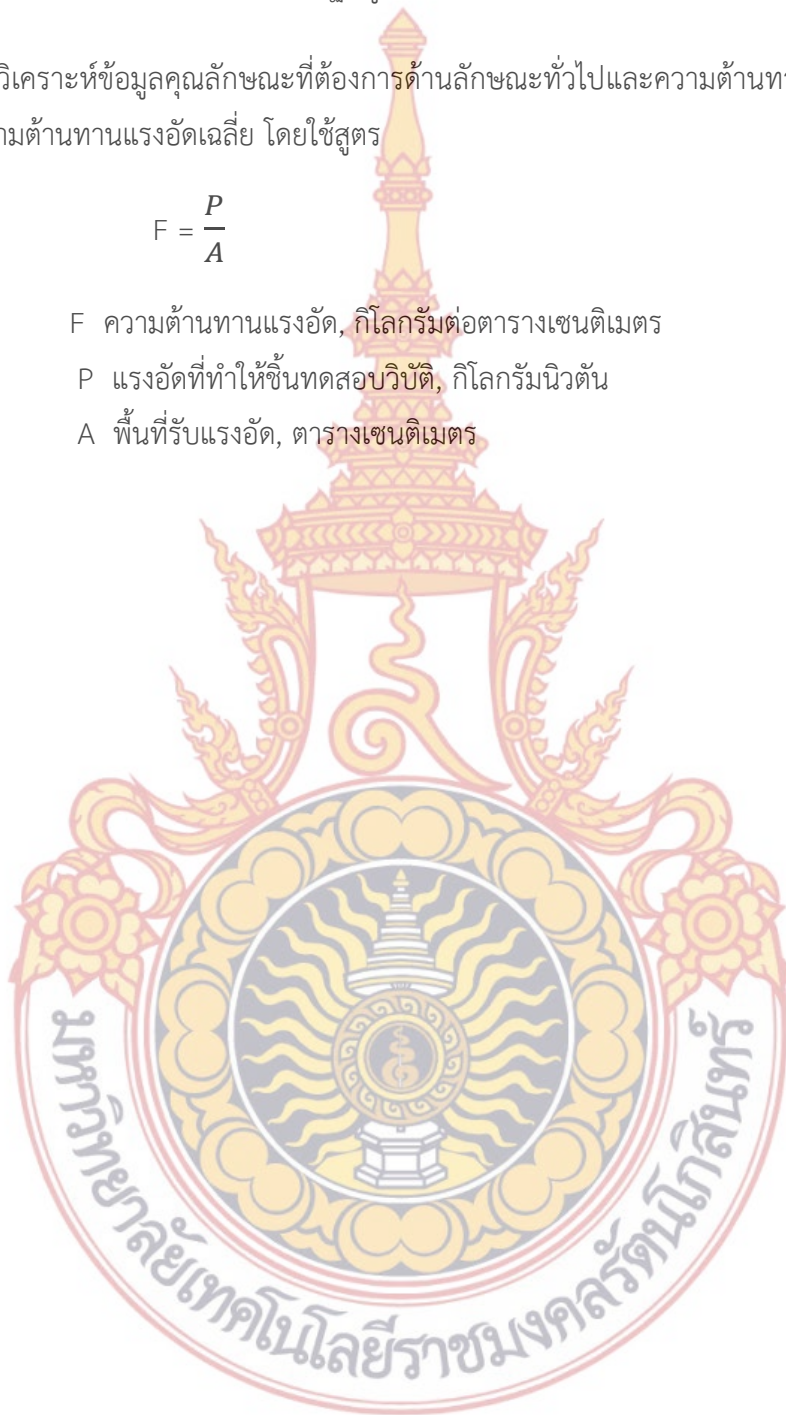 วิเคราะห์ข้อมูลคุณลักษณะที่ต้องการด้านลักษณะทั่วไปและความต้านทา
ามต้านทานแรงอัดเฉลี่ย โดยใช้สูตร
F = P/A
F ความต้านทานแรงอัด, กิโลกรัมต่อตารางเซนติเมตร
P แรงอัดที่ทำให้ชิ้นทดสอบวิบัติ, กิโลกรัมนิวตัน
A พื้นที่รับแรงอัด, ตารางเซนติเมตร
มหาวิทยาลัยเทคโนโลยีราชมงคลรัตนโกสินทร์